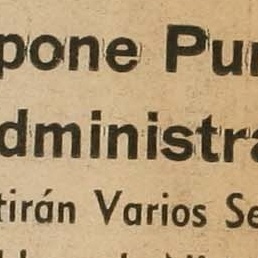 pone Pu
dministra
tirán Varios Se